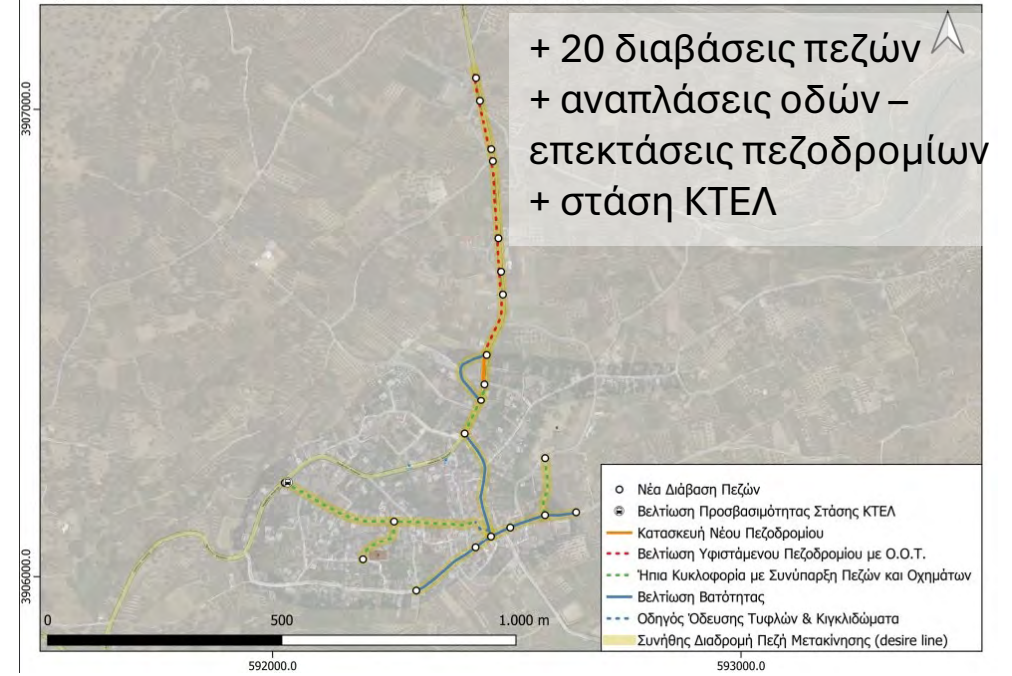 + 20 διαβάσεις πεζών
+ αναπλάσεις οδών –
επεκτάσεις πεζοδρομίων
+ στάση ΚΤΕΛ
3907000.0
3906000.0
Νέα Διάβαση Πεζών
Βελτίωση Προσβασιμότητας Στάσης ΚΤΕΛ
Κατασκευή Νέου Πεζοδρομίου
Βελτίωση Υφιστάμενου Πεζοδρομίου με Ο.Ο.Τ.
Ήπια Κυκλοφορία με Συνύπαρξη Πεζών και Οχημάτων
Βελτίωση Βατότητας
Οδηγός Όδευσης Τυφλών & Κιγκλιδώματα
Συνήθης Διαδρομή Πεζή Μετακίνησης (desire line)
0 500 1.000 m
592000.0 593000.0